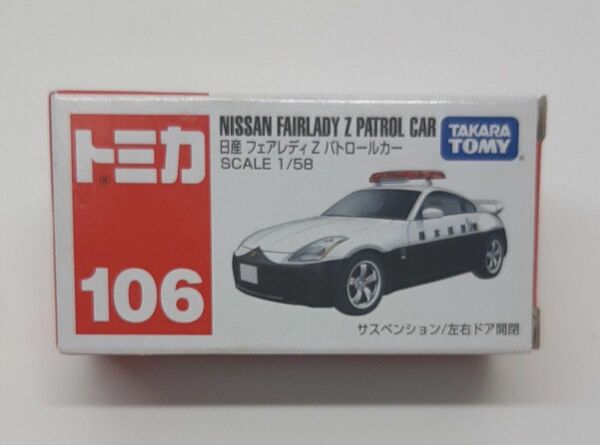 トミカ
®
106
NISSAN FAIRLADY Z PATROL CAR
日産 フェアレディ Z パトロールカー
SCALE 1/58
TAKARA
TOMY
サスペンション/左右ドア開閉